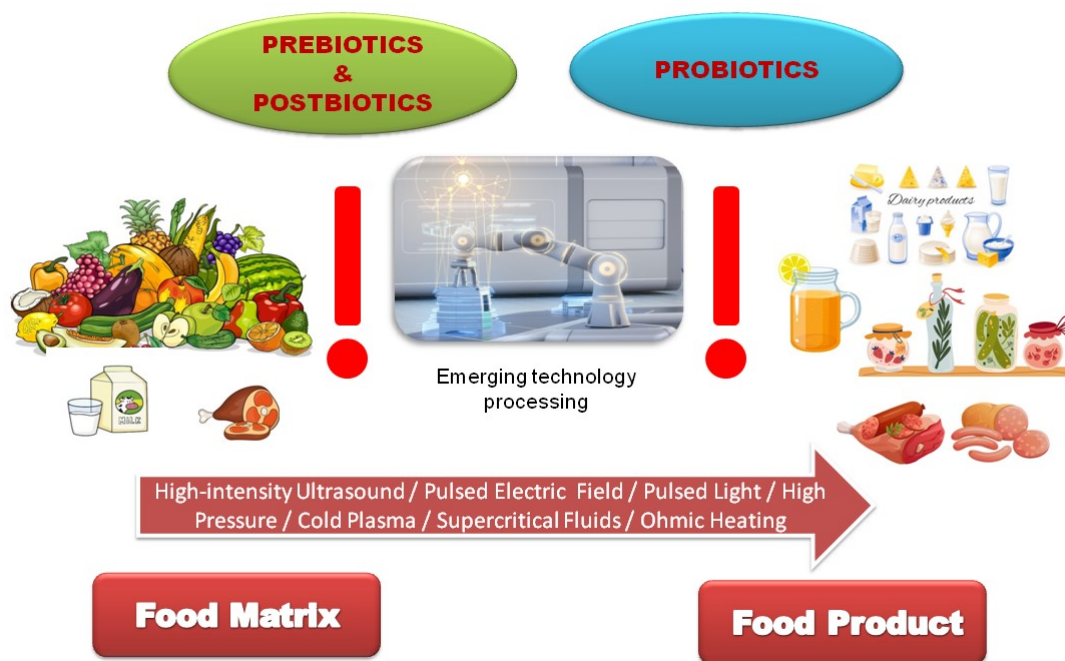 PREBIOTICS
&
POSTBIOTICS
PROBIOTICS
Dairy products
MILK
Emerging technology
processing
High-intensity Ultrasound / Pulsed Electric Field / Pulsed Light / High
Pressure / Cold Plasma / Supercritical Fluids / Ohmic Heating
Food Matrix
Food Product